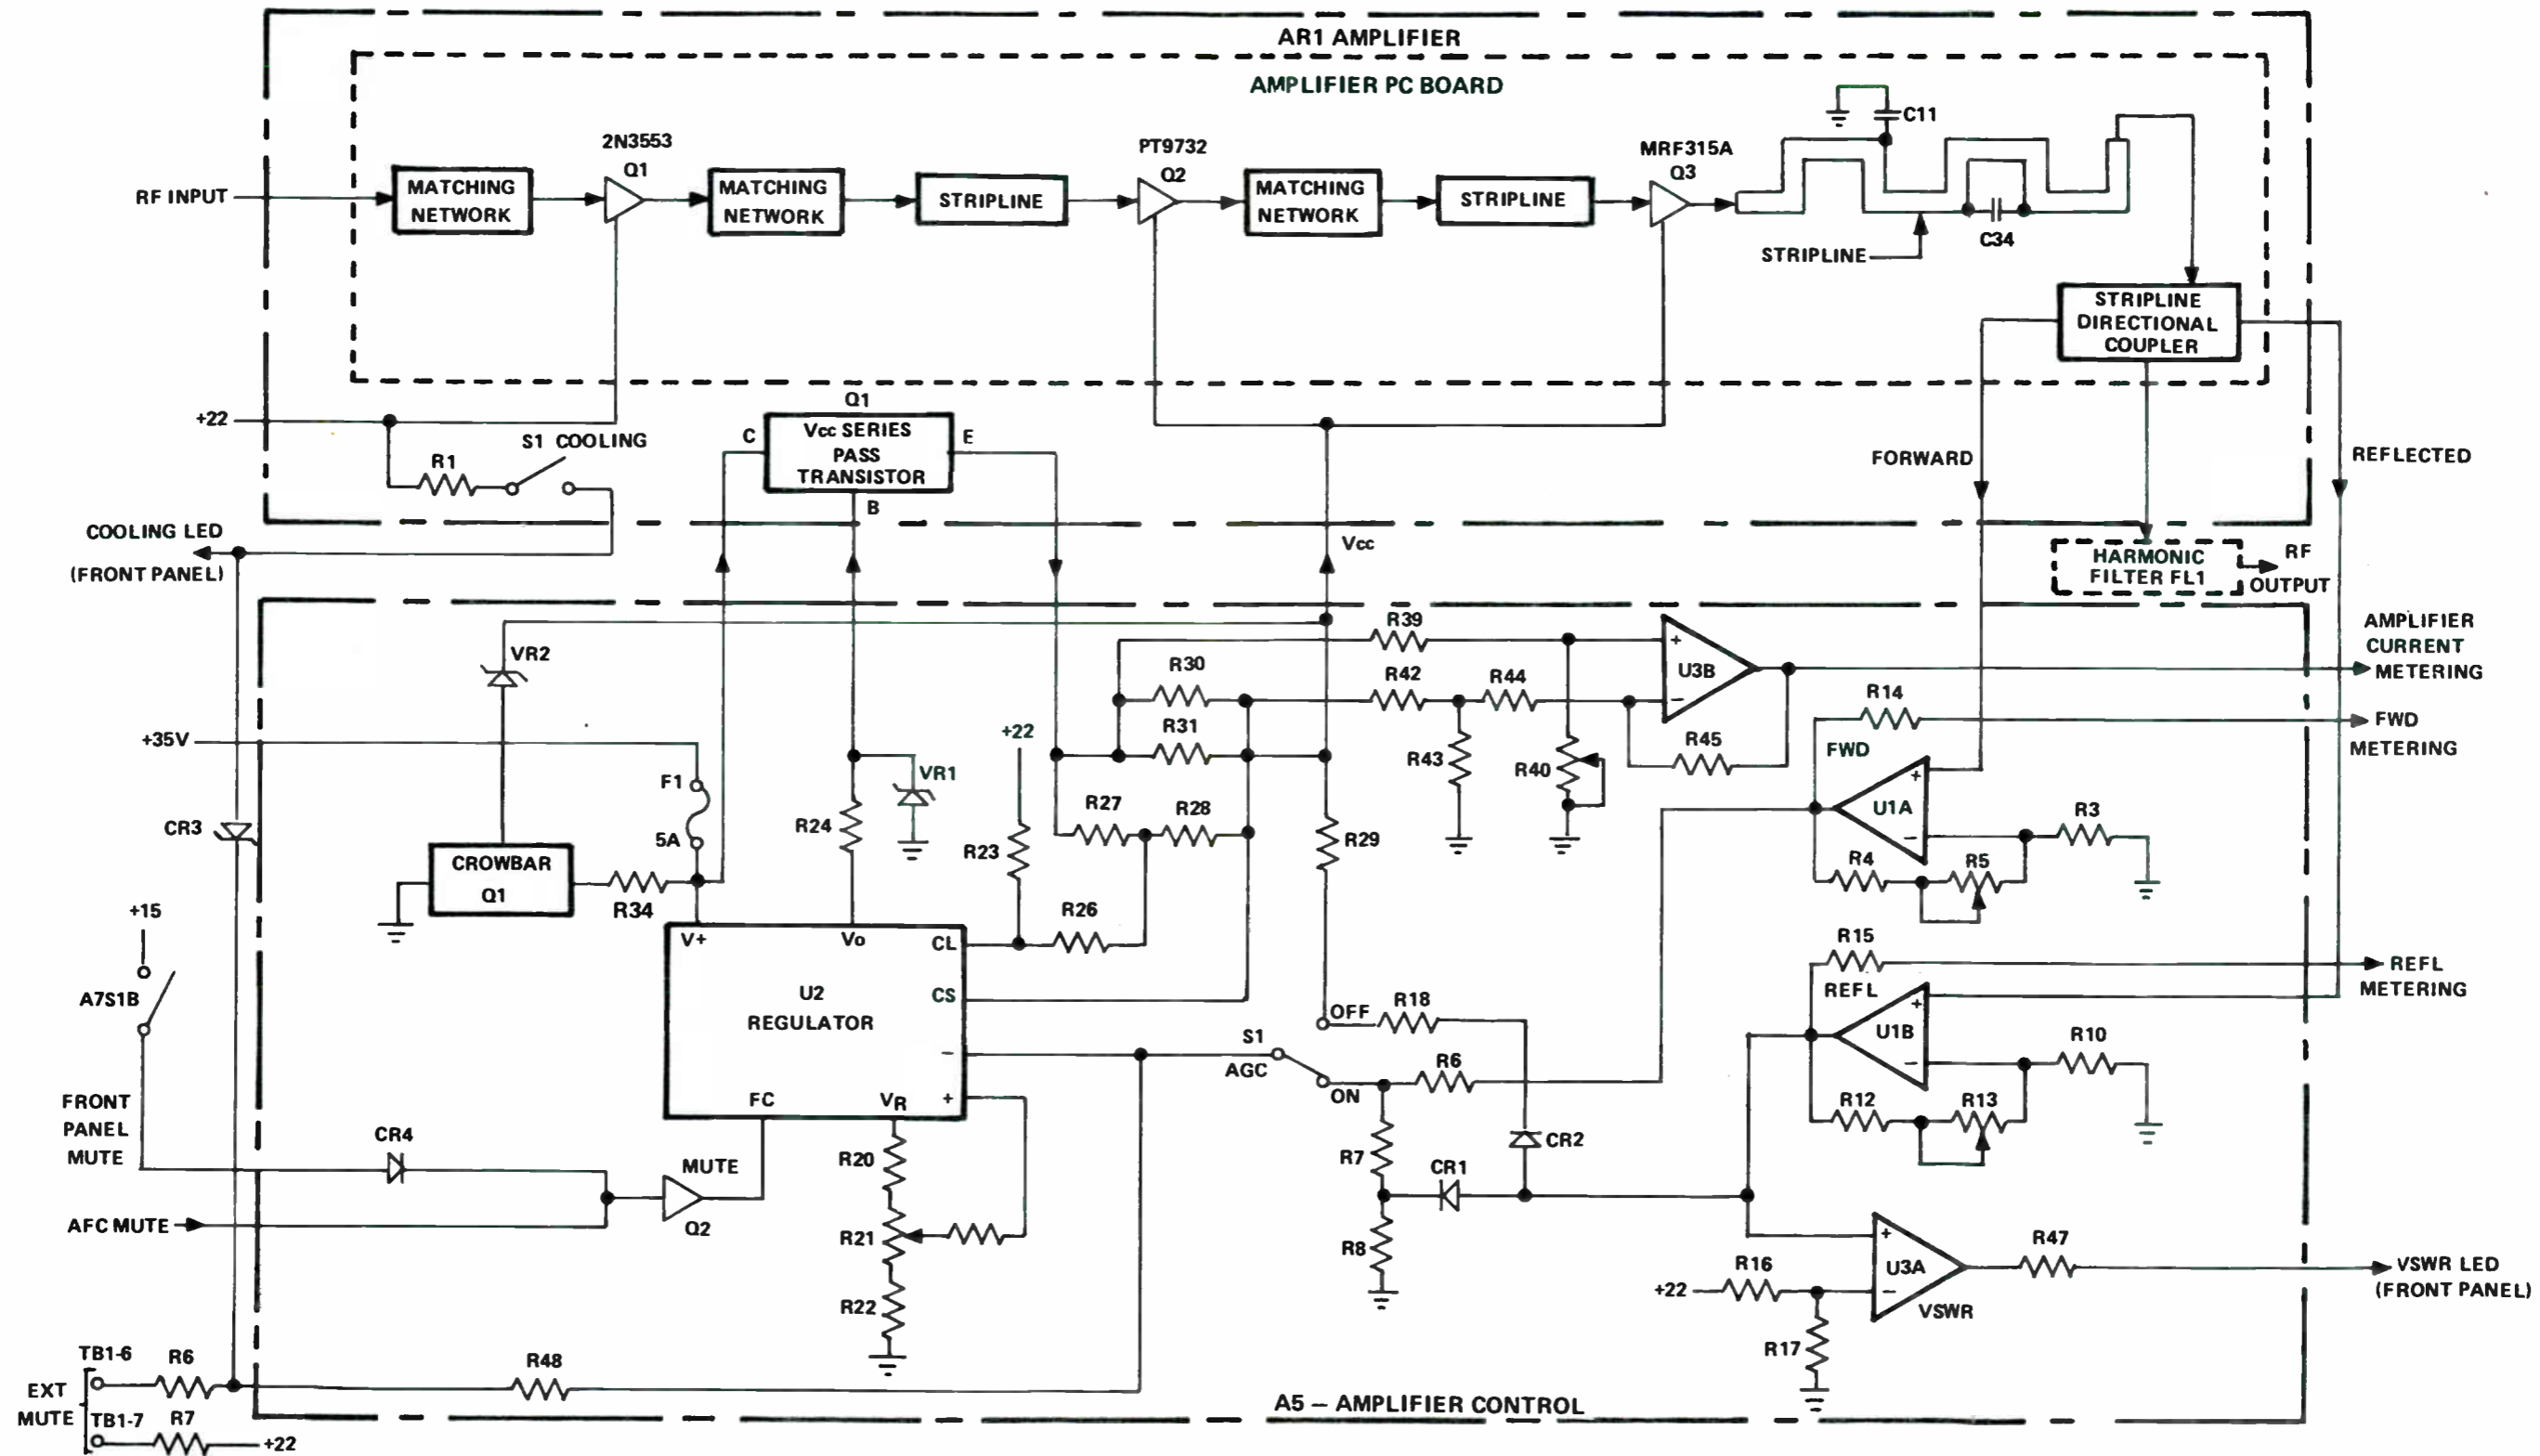 AR1 AMPLIFIER
AMPLIFIER PC BOARD
RF INPUT
MATCHING
NETWORK
2N3553
Q1
MATCHING
NETWORK
STRIPLINE
PT9732
Q2
MATCHING
NETWORK
STRIPLINE
MRF315A
Q3
C11
C34
STRIPLINE
STRIPLINE
DIRECTIONAL
COUPLER
+22
R1
S1 COOLING
Q1
C
Vcc SERIES
PASS
TRANSISTOR
E
B
FORWARD
REFLECTED
COOLING LED
(FRONT PANEL)
Vcc
HARMONIC
FILTER FL1
RF
OUTPUT
VR2
+35V
F1
5A
CR3
CROWBAR
Q1
R34
R24
VR1
+22
R23
R30
R31
R27
R28
R26
R39
R42
R44
R43
R40
U3B
+
−
R45
R29
AMPLIFIER
CURRENT
METERING
R14
FWD
METERING
FWD
U1A
+
−
R3
R4
R5
R15
REFL
METERING
REFL
U1B
+
−
R10
R12
R13
+15
A7S1B
FRONT
PANEL
MUTE
V+
Vo
CL
CS
U2
REGULATOR
−
+
FC
VR
S1
AGC
OFF
ON
R18
R6
R7
R8
CR1
CR2
CR4
MUTE
Q2
AFC MUTE
R20
R21
R22
+22
R16
R17
+
−
U3A
VSWR
R47
VSWR LED
(FRONT PANEL)
TB1-6
R6
R48
EXT
MUTE
TB1-7
R7
+22
A5 – AMPLIFIER CONTROL